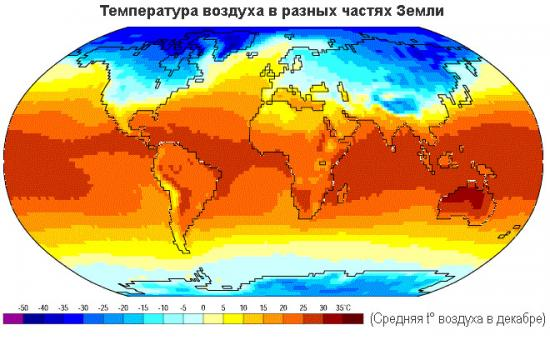 Температура воздуха в разных частях Земли
-50 -40 -35 -30 -25 -20 -15 -10 -5 0 5 10 15 20 25 30 35°C
(Средняя t° воздуха в декабре)